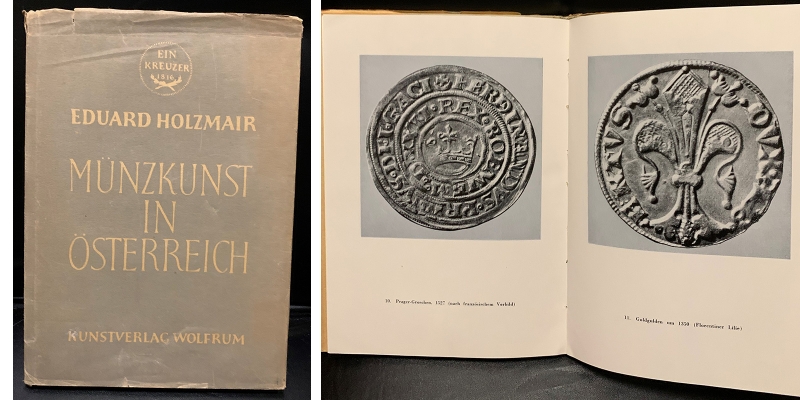 EIN
KREUZER
1816
EDUARD HOLZMAIR
MÜNZKUNST
IN
ÖSTERREICH
KUNSTVERLAG WOLFRUM
10. Prager-Groschen, 1527 (nach französischem Vorbild)
11. Goldgulden um 1350 (Florentiner Lilie)